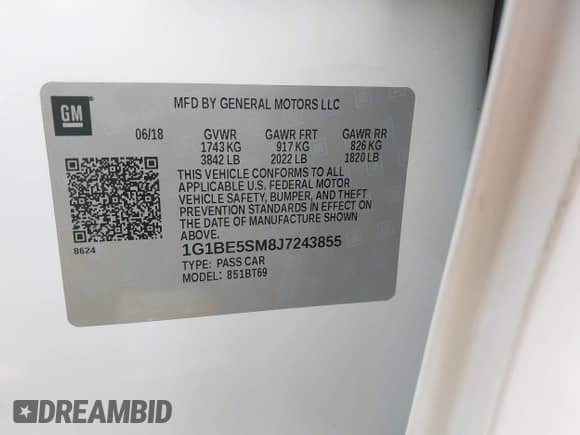 GM
MFD BY GENERAL MOTORS LLC
06/18 GVWR GAWR FRT GAWR RR
1743 KG 917 KG 826 KG
3842 LB 2022 LB 1820 LB
THIS VEHICLE CONFORMS TO ALL
APPLICABLE U.S. FEDERAL MOTOR
VEHICLE SAFETY, BUMPER, AND THEFT
PREVENTION STANDARDS IN EFFECT ON
THE DATE OF MANUFACTURE SHOWN
ABOVE.
8624
1G1BE5SM8J7243855
TYPE: PASS CAR
MODEL: 851BT69
DREAMBID